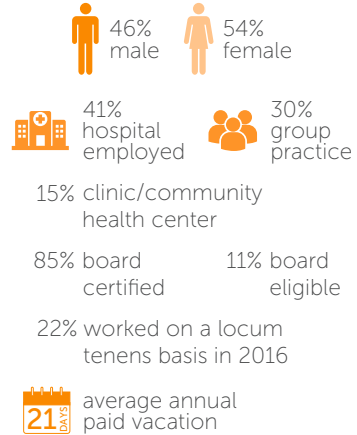 46%
male
54%
female
41%
hospital
employed
30%
group
practice
15% clinic/community
health center
85% board
certified
11% board
eligible
22% worked on a locum
tenens basis in 2016
21 DAYS
average annual
paid vacation